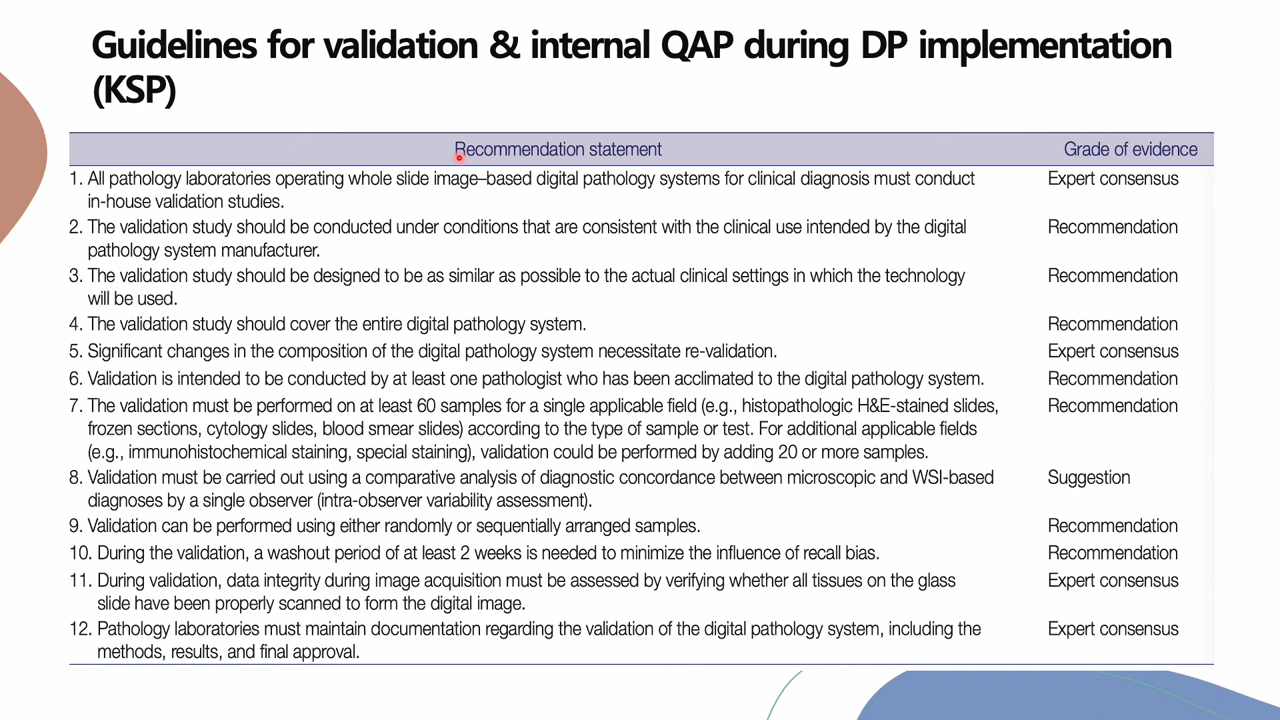 Guidelines for validation & internal QAP during DP implementation
(KSP)
Recommendation statement Grade of evidence
1. All pathology laboratories operating whole slide image–based digital pathology systems for clinical diagnosis must conduct Expert consensus
in-house validation studies.
2. The validation study should be conducted under conditions that are consistent with the clinical use intended by the digital Recommendation
pathology system manufacturer.
3. The validation study should be designed to be as similar as possible to the actual clinical settings in which the technology Recommendation
will be used.
4. The validation study should cover the entire digital pathology system. Recommendation
5. Significant changes in the composition of the digital pathology system necessitate re-validation. Expert consensus
6. Validation is intended to be conducted by at least one pathologist who has been acclimated to the digital pathology system. Recommendation
7. The validation must be performed on at least 60 samples for a single applicable field (e.g., histopathologic H&E-stained slides, Recommendation
frozen sections, cytology slides, blood smear slides) according to the type of sample or test. For additional applicable fields
(e.g., immunohistochemical staining, special staining), validation could be performed by adding 20 or more samples.
8. Validation must be carried out using a comparative analysis of diagnostic concordance between microscopic and WSI-based Suggestion
diagnoses by a single observer (intra-observer variability assessment).
9. Validation can be performed using either randomly or sequentially arranged samples. Recommendation
10. During the validation, a washout period of at least 2 weeks is needed to minimize the influence of recall bias. Recommendation
11. During validation, data integrity during image acquisition must be assessed by verifying whether all tissues on the glass Expert consensus
slide have been properly scanned to form the digital image.
12. Pathology laboratories must maintain documentation regarding the validation of the digital pathology system, including the Expert consensus
methods, results, and final approval.